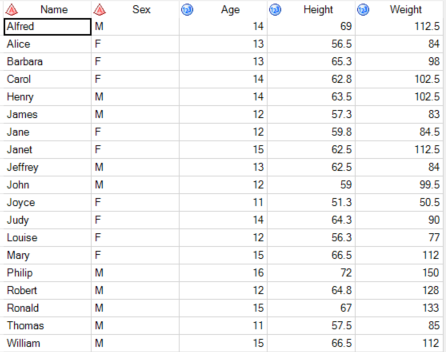 Name Sex Age Height Weight
Alfred M 14 69 112.5
Alice F 13 56.5 84
Barbara F 13 65.3 98
Carol F 14 62.8 102.5
Henry M 14 63.5 102.5
James M 12 57.3 83
Jane F 12 59.8 84.5
Janet F 15 62.5 112.5
Jeffrey M 13 62.5 84
John M 12 59 99.5
Joyce F 11 51.3 50.5
Judy F 14 64.3 90
Louise F 12 56.3 77
Mary F 15 66.5 112
Philip M 16 72 150
Robert M 12 64.8 128
Ronald M 15 67 133
Thomas M 11 57.5 85
William M 15 66.5 112